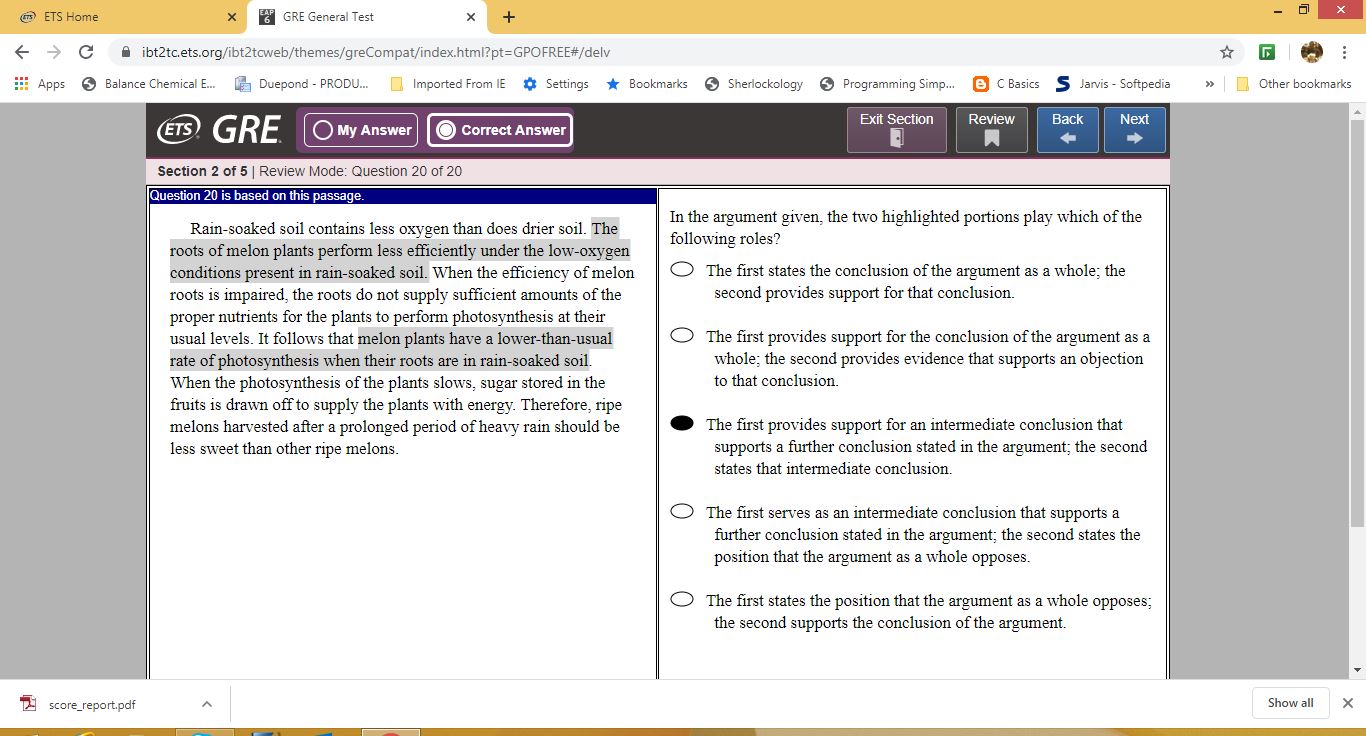 ETS Home
EAP 6 GRE General Test
ibt2tc.ets.org/ibt2tcweb/themes/greCompat/index.html?pt=GPOFREE#/delv
Apps Balance Chemical E... Duepond - PRODU... Imported From IE Settings Bookmarks Sherlockology Programming Simp... C Basics Jarvis - Softpedia » Other bookmarks
ETS GRE My Answer Correct Answer Exit Section Review Back Next
Section 2 of 5 | Review Mode: Question 20 of 20
Question 20 is based on this passage.
Rain-soaked soil contains less oxygen than does drier soil. The
roots of melon plants perform less efficiently under the low-oxygen
conditions present in rain-soaked soil. When the efficiency of melon
roots is impaired, the roots do not supply sufficient amounts of the
proper nutrients for the plants to perform photosynthesis at their
usual levels. It follows that melon plants have a lower-than-usual
rate of photosynthesis when their roots are in rain-soaked soil.
When the photosynthesis of the plants slows, sugar stored in the
fruits is drawn off to supply the plants with energy. Therefore, ripe
melons harvested after a prolonged period of heavy rain should be
less sweet than other ripe melons.
In the argument given, the two highlighted portions play which of the
following roles?
The first states the conclusion of the argument as a whole; the
second provides support for that conclusion.
The first provides support for the conclusion of the argument as a
whole; the second provides evidence that supports an objection
to that conclusion.
The first provides support for an intermediate conclusion that
supports a further conclusion stated in the argument; the second
states that intermediate conclusion.
The first serves as an intermediate conclusion that supports a
further conclusion stated in the argument; the second states the
position that the argument as a whole opposes.
The first states the position that the argument as a whole opposes;
the second supports the conclusion of the argument.
score_report.pdf
Show all